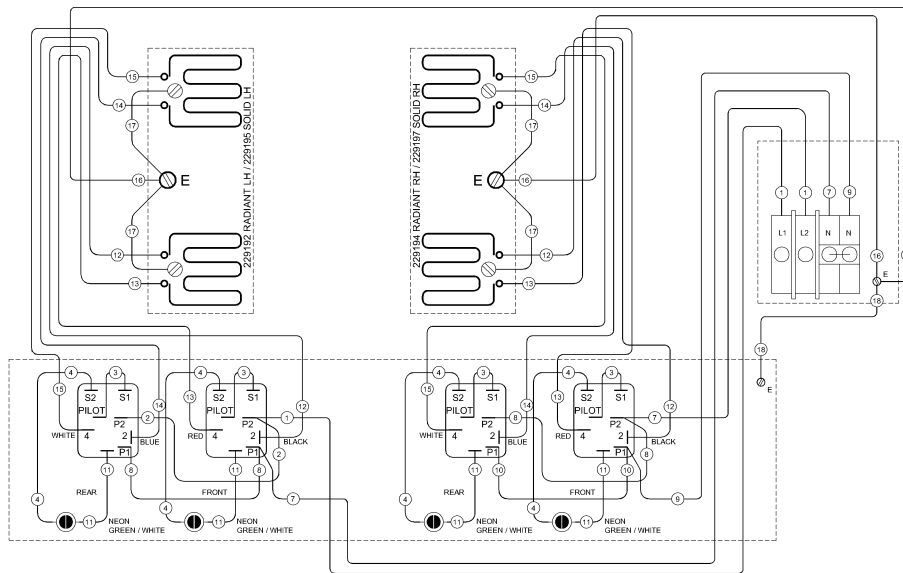 15
14
17
16
E
17
12
13
229192 RADIANT LH / 229195 SOLID LH
229194 RADIANT RH / 229197 SOLID RH
15
14
17
E
16
17
12
13
1
1
7
9
L1
L2
N
N
16
E
18
18
E
4
3
15
S2
S1
PILOT
WHITE
4
P2
2
P1
2
14
BLUE
11
8
REAR
4
11
NEON
GREEN / WHITE
4
3
13
S2
S1
PILOT
RED
4
P2
2
P1
1
12
BLACK
2
11
8
FRONT
7
4
11
NEON
GREEN / WHITE
4
3
15
S2
S1
PILOT
WHITE
4
P2
2
P1
8
14
BLUE
11
10
REAR
4
11
NEON
GREEN / WHITE
4
3
13
S2
S1
PILOT
RED
4
P2
2
P1
7
12
BLACK
8
11
10
FRONT
9
4
11
NEON
GREEN / WHITE